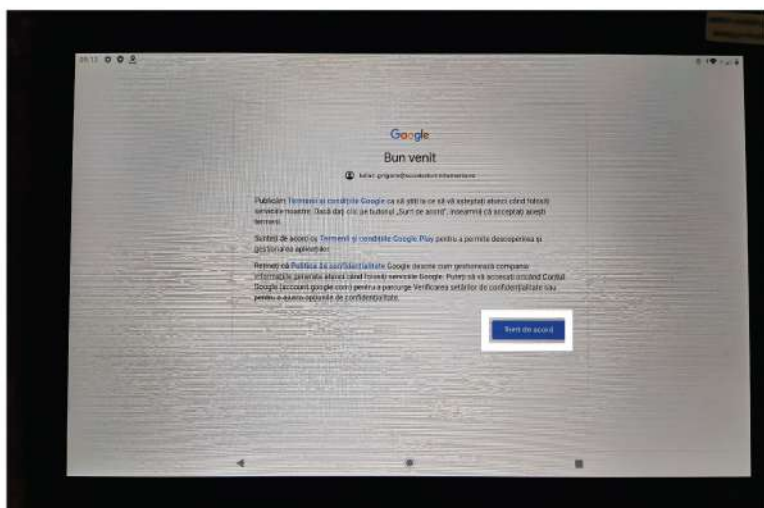 Google
Bun venit
Publicăm Termenii și condițiile Google ca să știți la ce să vă așteptați atunci când folosiți
serviciile noastre. Dacă dați clic pe butonul „Sunt de acord”, înseamnă că acceptați acești
termeni.
Sunteți de acord cu Termenii și condițiile Google Play pentru a permite descoperirea și
gestionarea aplicațiilor.
Rețineți că Politica de confidențialitate Google descrie cum gestionează compania
informațiile generate atunci când folosiți serviciile Google. Puteți să vă accesați oricând Contul
Google (account.google.com) pentru a parcurge Verificarea setărilor de confidențialitate sau
pentru a ajusta opțiunile de confidențialitate.
Sunt de acord